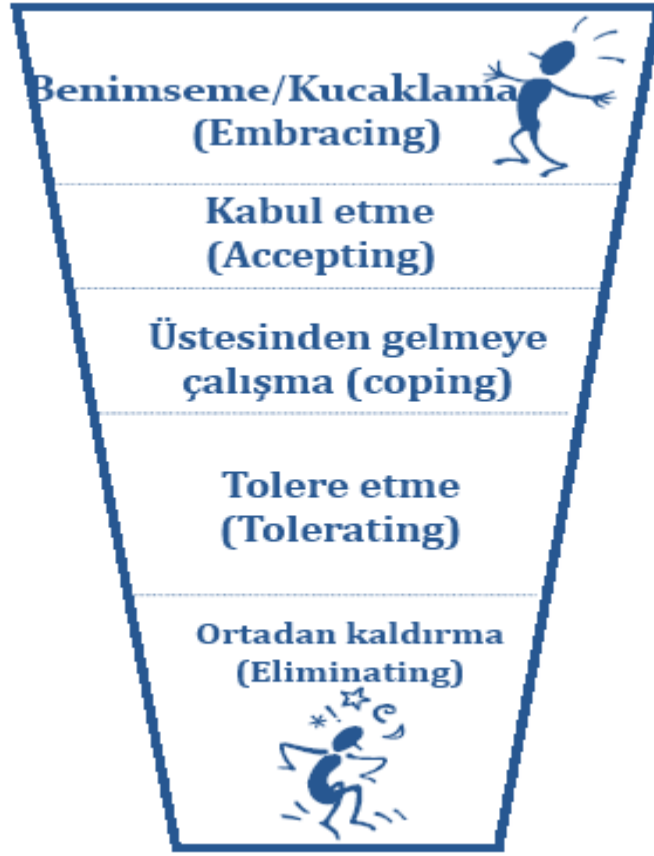 Benimseme/Kucaklama
(Embracing)
Kabul etme
(Accepting)
Üstesinden gelmeye
çalışma (coping)
Tolere etme
(Tolerating)
Ortadan kaldırma
(Eliminating)